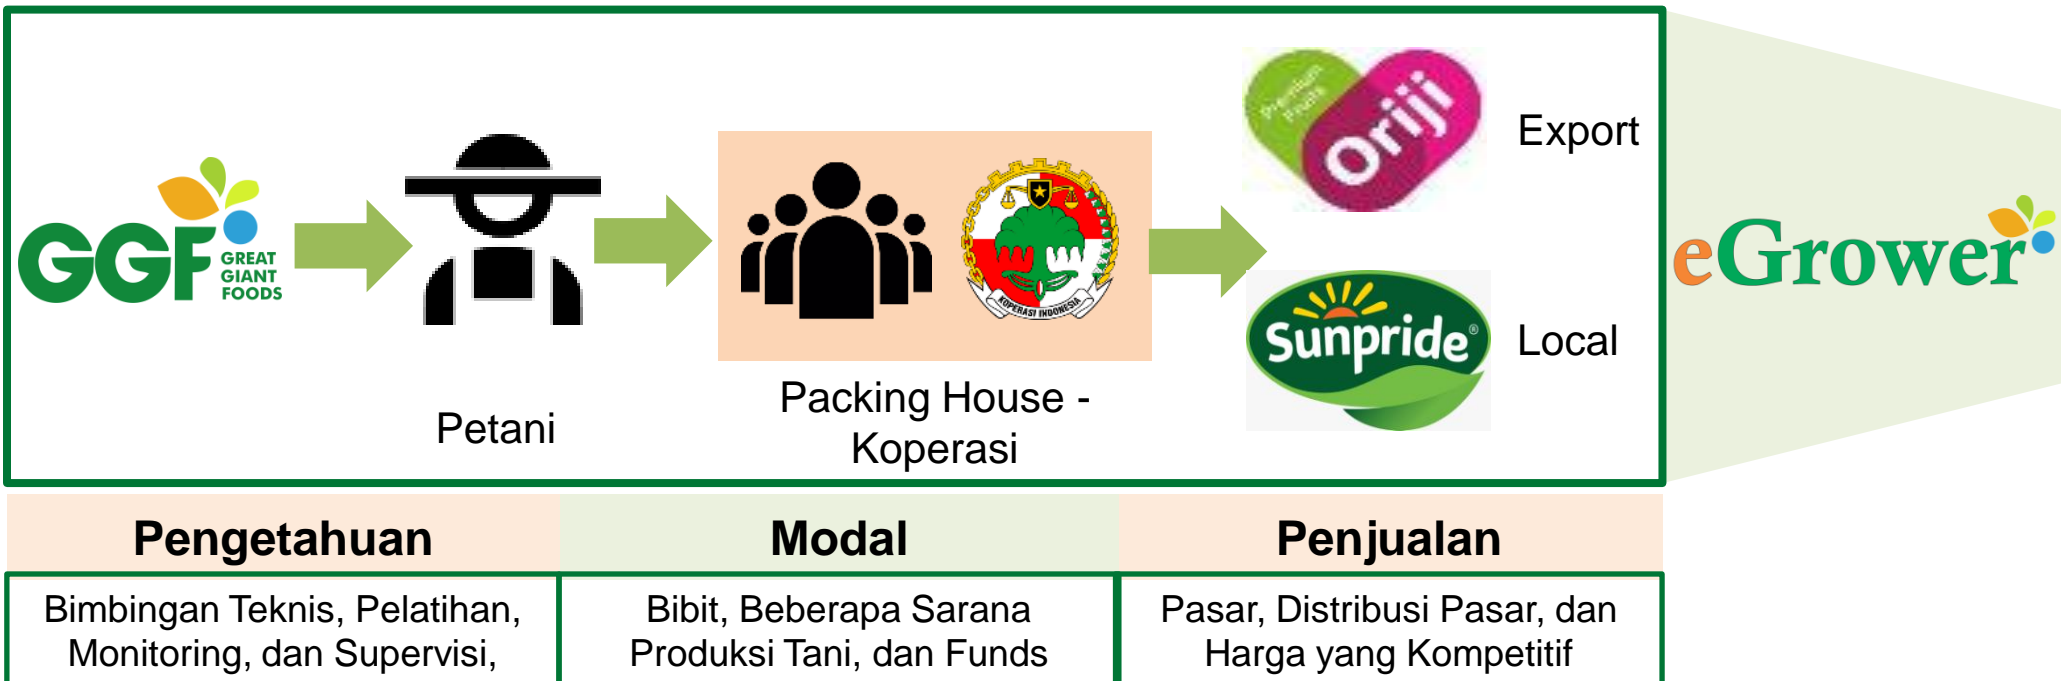 Premium
Fruits
Oriji
Export
GGF
GREAT
GIANT
FOODS
KOPERASI INDONESIA
eGrower
Sunpride®
Local
Petani
Packing House -
Koperasi
Pengetahuan
Modal
Penjualan
Bimbingan Teknis, Pelatihan,
Monitoring, dan Supervisi,
Bibit, Beberapa Sarana
Produksi Tani, dan Funds
Pasar, Distribusi Pasar, dan
Harga yang Kompetitif